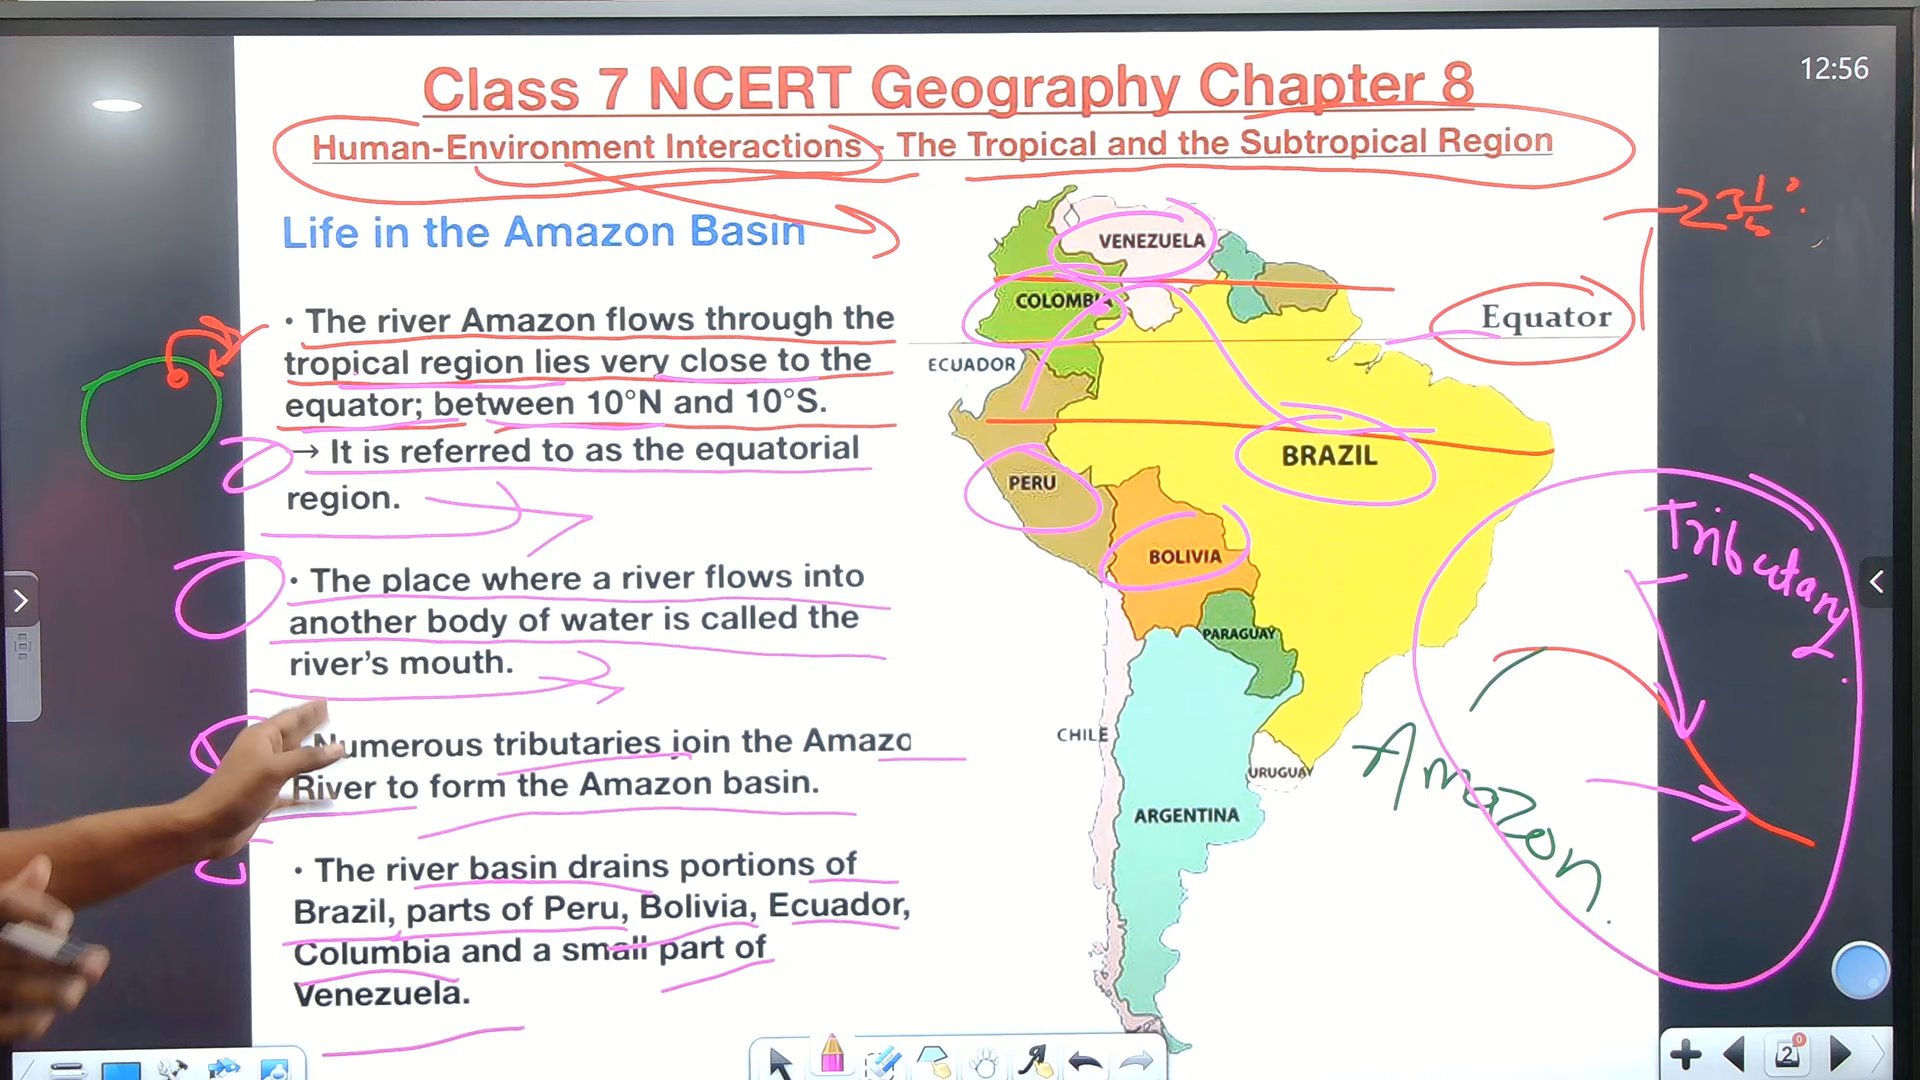 12:56
Class 7 NCERT Geography Chapter 8
Human-Environment Interactions - The Tropical and the Subtropical Region
Life in the Amazon Basin
• The river Amazon flows through the
tropical region lies very close to the
equator; between 10°N and 10°S.
→ It is referred to as the equatorial
region.
• The place where a river flows into
another body of water is called the
river's mouth.
Numerous tributaries join the Amazo
River to form the Amazon basin.
• The river basin drains portions of
Brazil, parts of Peru, Bolivia, Ecuador,
Columbia and a small part of
Venezuela.
VENEZUELA
COLOMBIA
Equator
ECUADOR
BRAZIL
PERU
BOLIVIA
PARAGUAY
CHILE
URUGUAY
ARGENTINA
Tributary
Amazon.
2
0